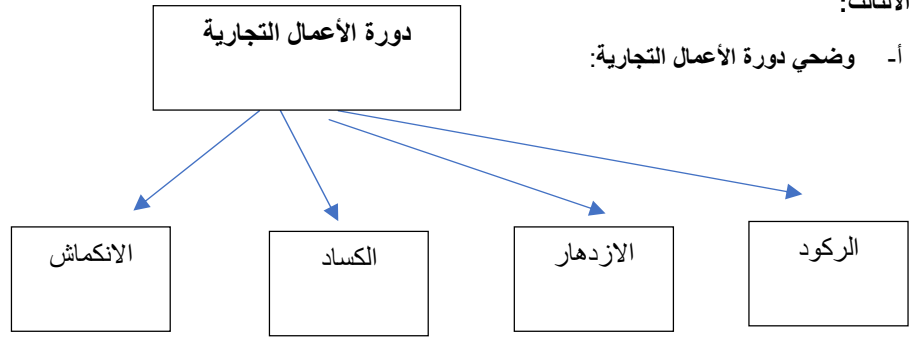 الثالث:
أ- وضحي دورة الأعمال التجارية:
دورة الأعمال التجارية
الركود
الازدهار
الكساد
الانكماش